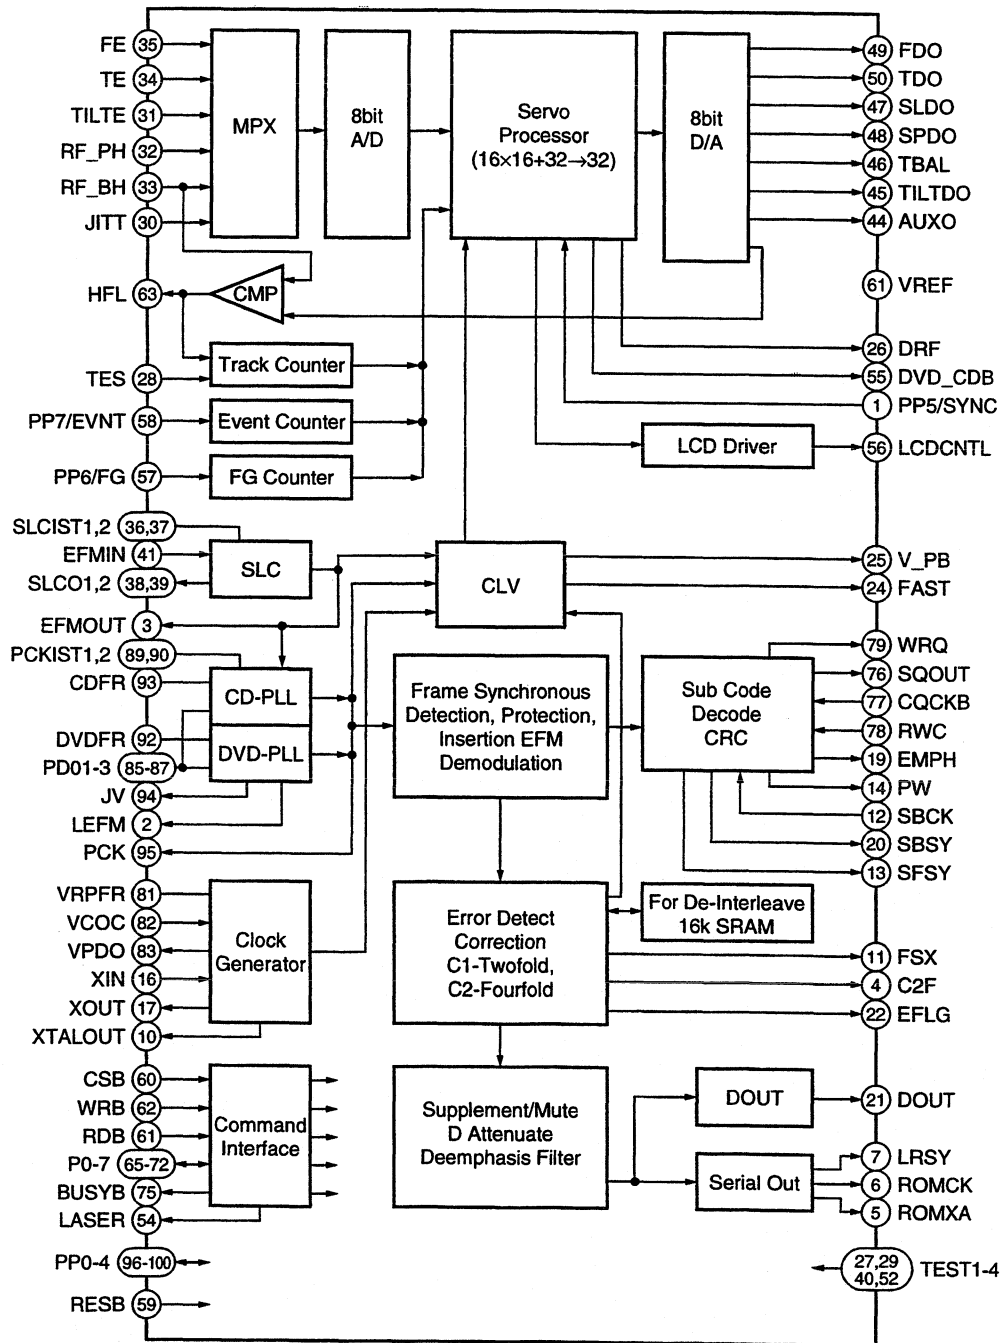 FE 35
TE 34
TILTE 31
RF_PH 32
RF_BH 33
JITT 30
HFL 63
TES 28
PP7/EVNT 58
PP6/FG 57
SLCIST1,2 36,37
EFMIN 41
SLCO1,2 38,39
EFMOUT 3
PCKIST1,2 89,90
CDFR 93
DVDFR 92
PD01-3 85-87
JV 94
LEFM 2
PCK 95
VRPFR 81
VCOC 82
VPDO 83
XIN 16
XOUT 17
XTALOUT 10
CSB 60
WRB 62
RDB 61
P0-7 65-72
BUSYB 75
LASER 54
PP0-4 96-100
RESB 59
MPX
8bit
A/D
Servo
Processor
(16×16+32→32)
8bit
D/A
CMP
Track Counter
Event Counter
FG Counter
LCD Driver
SLC
CLV
CD-PLL
DVD-PLL
Frame Synchronous
Detection, Protection,
Insertion EFM
Demodulation
Sub Code
Decode
CRC
Clock
Generator
Error Detect
Correction
C1-Twofold,
C2-Fourfold
For De-Interleave
16k SRAM
Command
Interface
Supplement/Mute
D Attenuate
Deemphasis Filter
DOUT
Serial Out
49 FDO
50 TDO
47 SLDO
48 SPDO
46 TBAL
45 TILTDO
44 AUXO
61 VREF
26 DRF
55 DVD_CDB
1 PP5/SYNC
56 LCDCNTL
25 V_PB
24 FAST
79 WRQ
76 SQOUT
77 CQCKB
78 RWC
19 EMPH
14 PW
12 SBCK
20 SBSY
13 SFSY
11 FSX
4 C2F
22 EFLG
21 DOUT
7 LRSY
6 ROMCK
5 ROMXA
27,29
40,52
TEST1-4